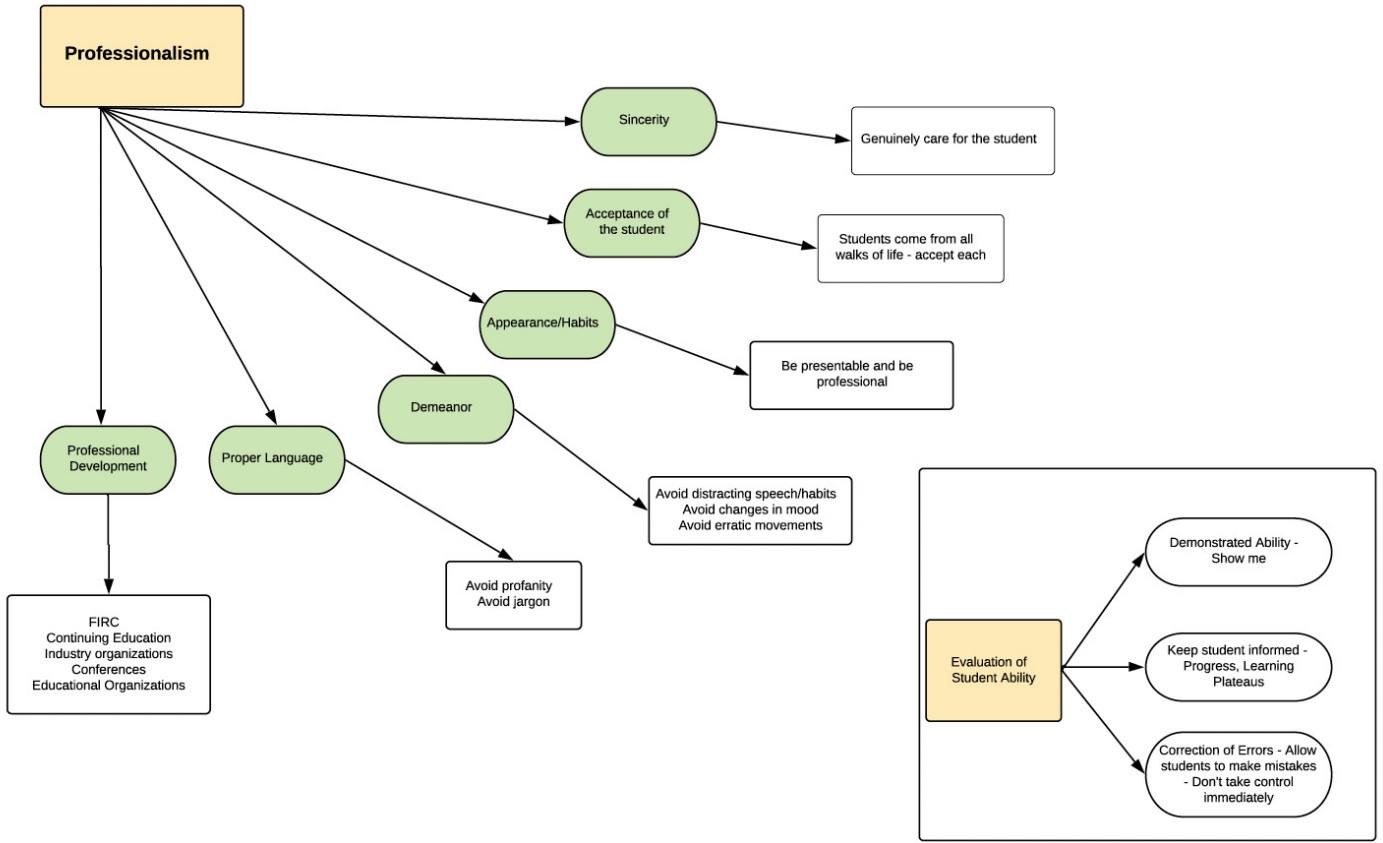 Professionalism
Sincerity
Genuinely care for the student
Acceptance of
the student
Students come from all
walks of life - accept each
Appearance/Habits
Be presentable and be
professional
Demeanor
Avoid distracting speech/habits
Avoid changes in mood
Avoid erratic movements
Proper Language
Avoid profanity
Avoid jargon
Professional
Development
FIRC
Continuing Education
Industry organizations
Conferences
Educational Organizations
Evaluation of
Student Ability
Demonstrated Ability -
Show me
Keep student informed -
Progress, Learning
Plateaus
Correction of Errors - Allow
students to make mistakes
- Don't take control
immediately